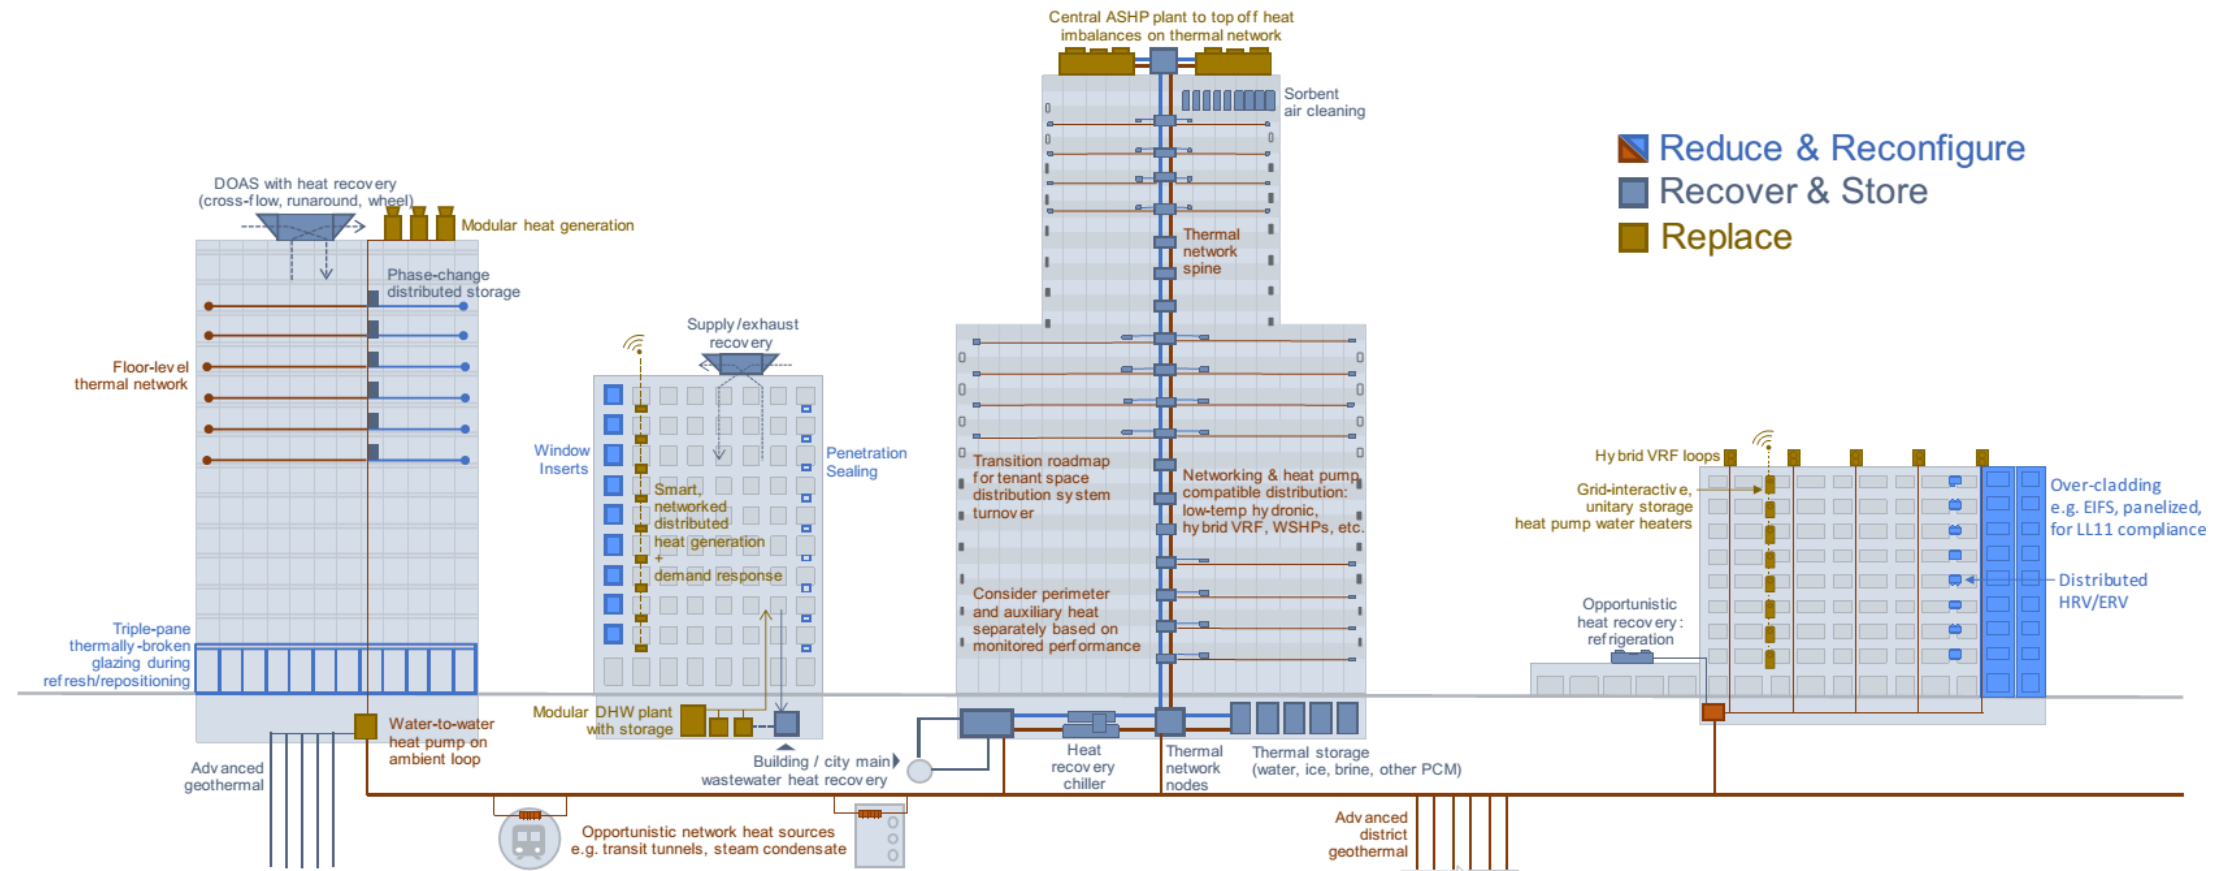 Central ASHP plant to top off heat
imbalances on thermal network
Sorbent
air cleaning
Reduce & Reconfigure
Recover & Store
Replace
DOAS with heat recovery
(cross-flow, runaround, wheel)
Modular heat generation
Phase-change
distributed storage
Floor-level
thermal network
Triple-pane
thermally-broken
glazing during
refresh/repositioning
Water-to-water
heat pump on
ambient loop
Advanced
geothermal
Supply/exhaust
recovery
Window
Inserts
Penetration
Sealing
Smart,
networked
distributed
heat generation
+
demand response
Modular DHW plant
with storage
Building / city main
wastewater heat recovery
Thermal
network
spine
Transition roadmap
for tenant space
distribution system
turnover
Networking & heat pump
compatible distribution:
low-temp hydronic,
hybrid VRF, WSHPs, etc.
Consider perimeter
and auxiliary heat
separately based on
monitored performance
Heat
recovery
chiller
Thermal
network
nodes
Thermal storage
(water, ice, brine, other PCM)
Opportunistic network heat sources
e.g. transit tunnels, steam condensate
Advanced
district
geothermal
Hybrid VRF loops
Grid-interactive,
unitary storage
heat pump water heaters
Opportunistic
heat recovery:
refrigeration
Over-cladding
e.g. EIFS, panelized,
for LL11 compliance
Distributed
HRV/ERV